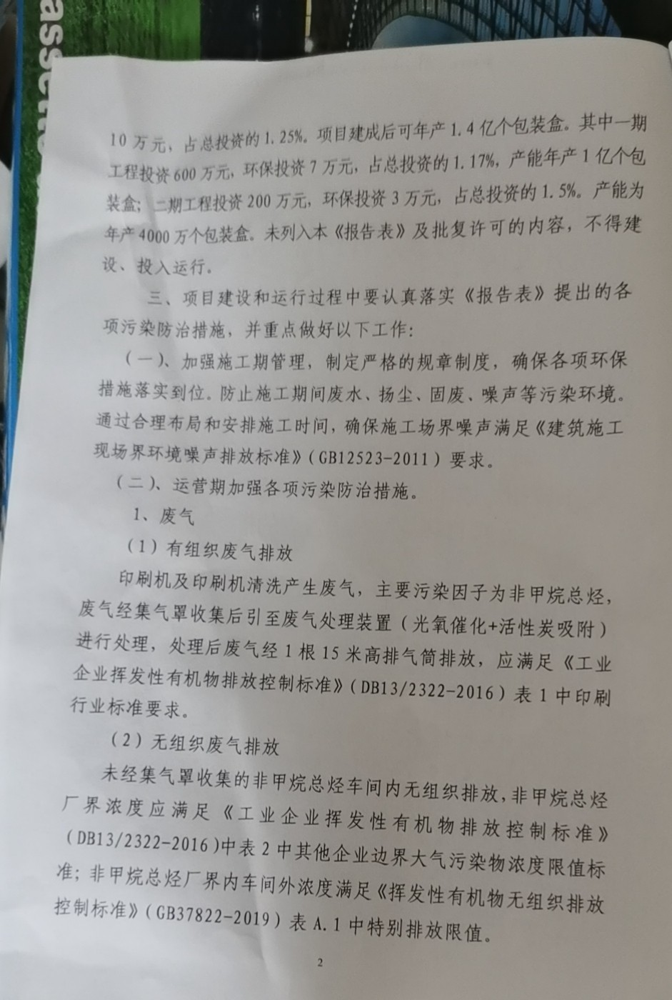 asset
10万元，占总投资的1.25%。项目建成后可年产1.4亿个包装盒。其中一期
工程投资600万元，环保投资7万元，占总投资的1.17%，产能年产1亿个包
装盒；二期工程投资200万元，环保投资3万元，占总投资的1.5%。产能为
年产4000万个包装盒。未列入本《报告表》及批复许可的内容，不得建
设、投入运行。
三、项目建设和运行过程中要认真落实《报告表》提出的各
项污染防治措施，并重点做好以下工作：
（一）、加强施工期管理，制定严格的规章制度，确保各项环保
措施落实到位。防止施工期间废水、扬尘、固废、噪声等污染环境。
通过合理布局和安排施工时间，确保施工场界噪声满足《建筑施工
现场界环境噪声排放标准》（GB12523-2011）要求。
（二）、运营期加强各项污染防治措施。
1、废气
（1）有组织废气排放
印刷机及印刷机清洗产生废气，主要污染因子为非甲烷总烃，
废气经集气罩收集后引至废气处理装置（光氧催化+活性炭吸附）
进行处理，处理后废气经1根15米高排气筒排放，应满足《工业
企业挥发性有机物排放控制标准》（DB13/2322-2016）表1中印刷
行业标准要求。
（2）无组织废气排放
未经集气罩收集的非甲烷总烃车间内无组织排放，非甲烷总烃
厂界浓度应满足《工业企业挥发性有机物排放控制标准》
（DB13/2322-2016）中表2中其他企业边界大气污染物浓度限值标
准；非甲烷总烃厂界内车间外浓度满足《挥发性有机物无组织排放
控制标准》（GB37822-2019）表A.1中特别排放限值。
2